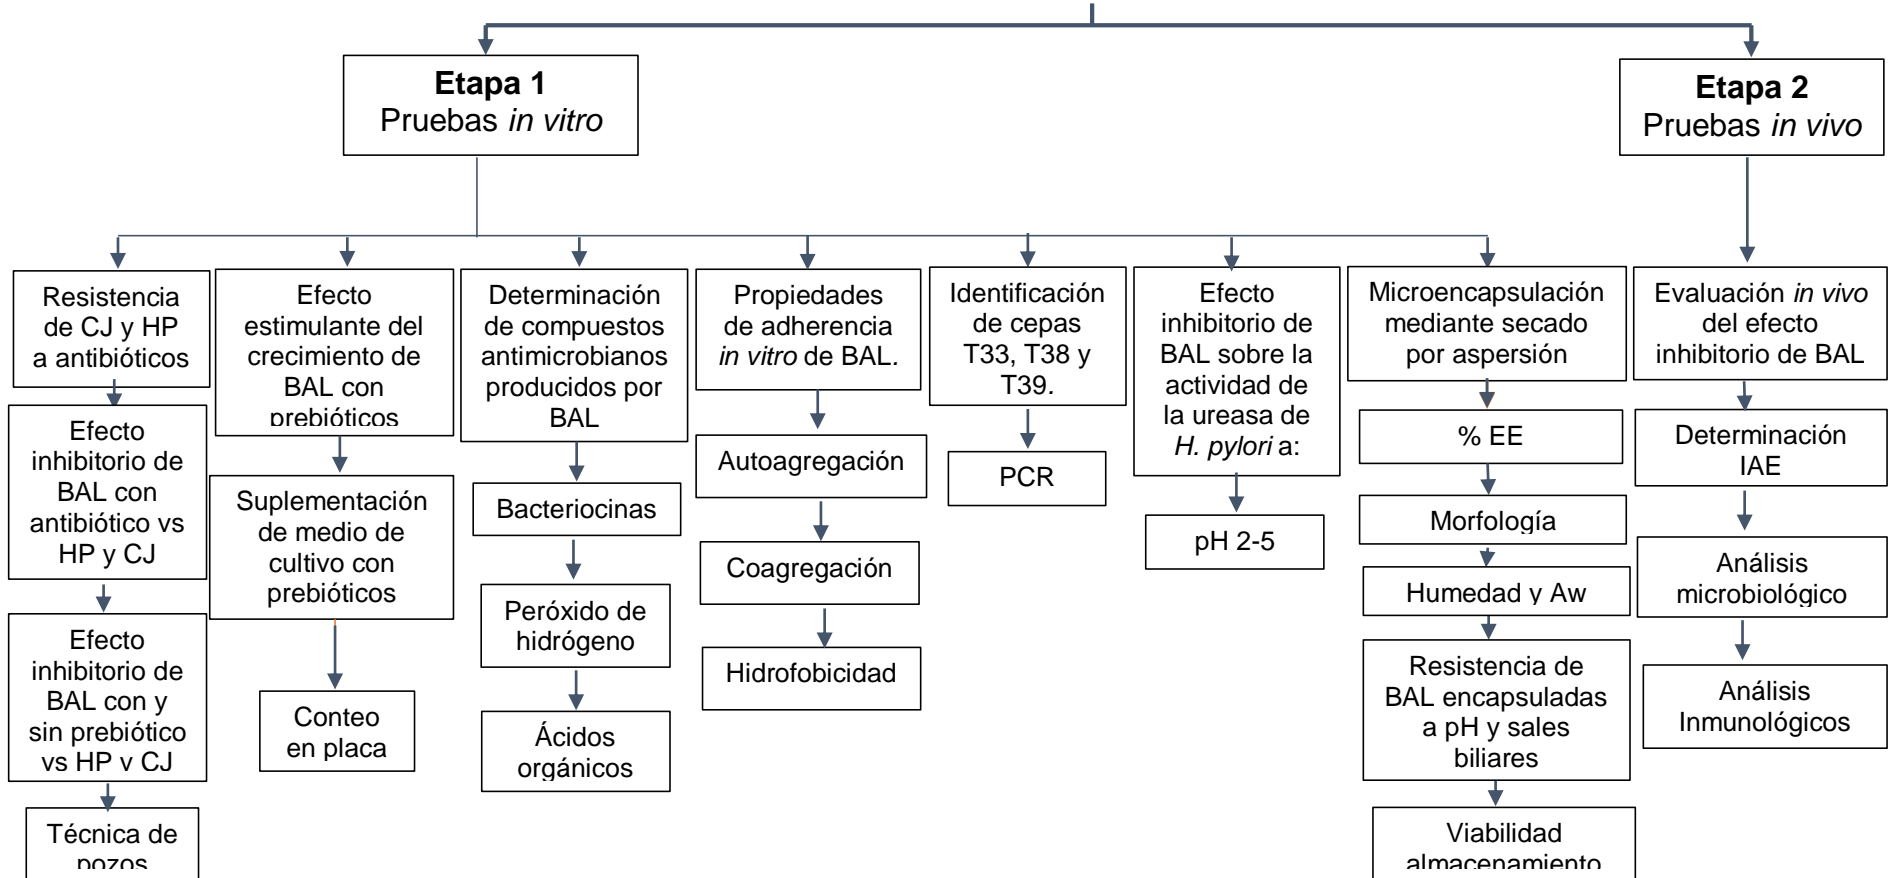 Etapa 1
Pruebas in vitro
Etapa 2
Pruebas in vivo
Resistencia
de CJ y HP
a antibióticos
Efecto
inhibitorio de
BAL con
antibiótico vs
HP y CJ
Efecto
inhibitorio de
BAL con y
sin prebiótico
vs HP y CJ
Técnica de
pozos
Efecto
estimulante del
crecimiento de
BAL con
prebióticos
Suplementación
de medio de
cultivo con
prebióticos
Conteo
en placa
Determinación
de compuestos
antimicrobianos
producidos por
BAL
Bacteriocinas
Peróxido de
hidrógeno
Ácidos
orgánicos
Propiedades
de adherencia
in vitro de BAL.
Autoagregación
Coagregación
Hidrofobicidad
Identificación
de cepas
T33, T38 y
T39.
PCR
Efecto
inhibitorio de
BAL sobre la
actividad de
la ureasa de
H. pylori a:
pH 2-5
Microencapsulación
mediante secado
por aspersión
% EE
Morfología
Humedad y Aw
Resistencia de
BAL encapsuladas
a pH y sales
biliares
Viabilidad
almacenamiento
Evaluación in vivo
del efecto
inhibitorio de BAL
Determinación
IAE
Análisis
microbiológico
Análisis
Inmunológicos